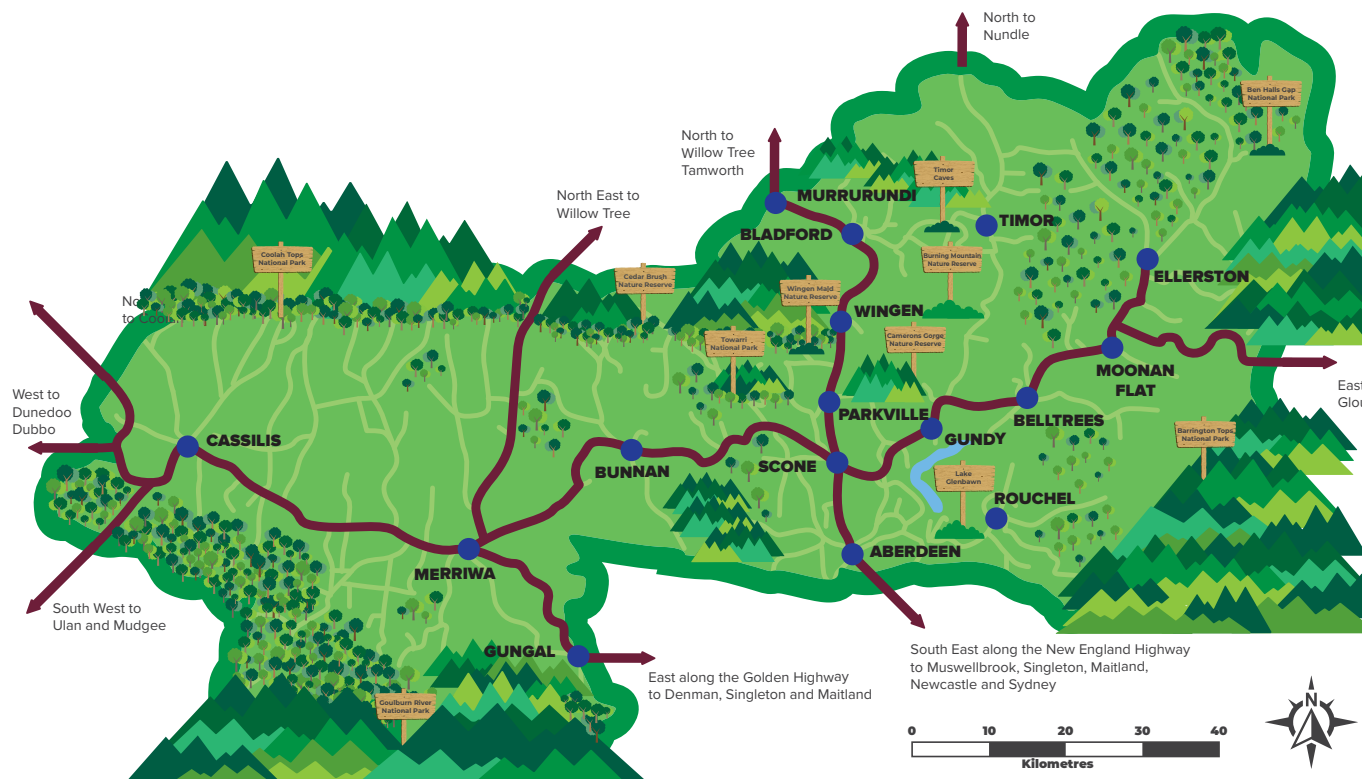 North to
Nundle
Ben Halls Gap
National Park
North to
Willow Tree
Tamworth
Timor
Caves
MURRURUNDI
North East to
Willow Tree
TIMOR
BLADFORD
Coolah Tops
National Park
Burning Mountain
Nature Reserve
ELLERSTON
Cedar Brush
Nature Reserve
Wingen Maid
Nature Reserve
WINGEN
to
Towarri
National Park
Camerons Gorge
Nature Reserve
MOONAN
FLAT
East
West to
Dunedoo
Dubbo
PARKVILLE
BELLTREES
Barrington Tops
National Park
CASSILIS
GUNDY
BUNNAN
SCONE
Lake
Glenbawn
ROUCHEL
ABERDEEN
MERRIWA
South West to
Ulan and Mudgee
GUNGAL
South East along the New England Highway
to Muswellbrook, Singleton, Maitland,
Newcastle and Sydney
East along the Golden Highway
to Denman, Singleton and Maitland
Goulburn River
National Park
N
0 10 20 30 40
Kilometres